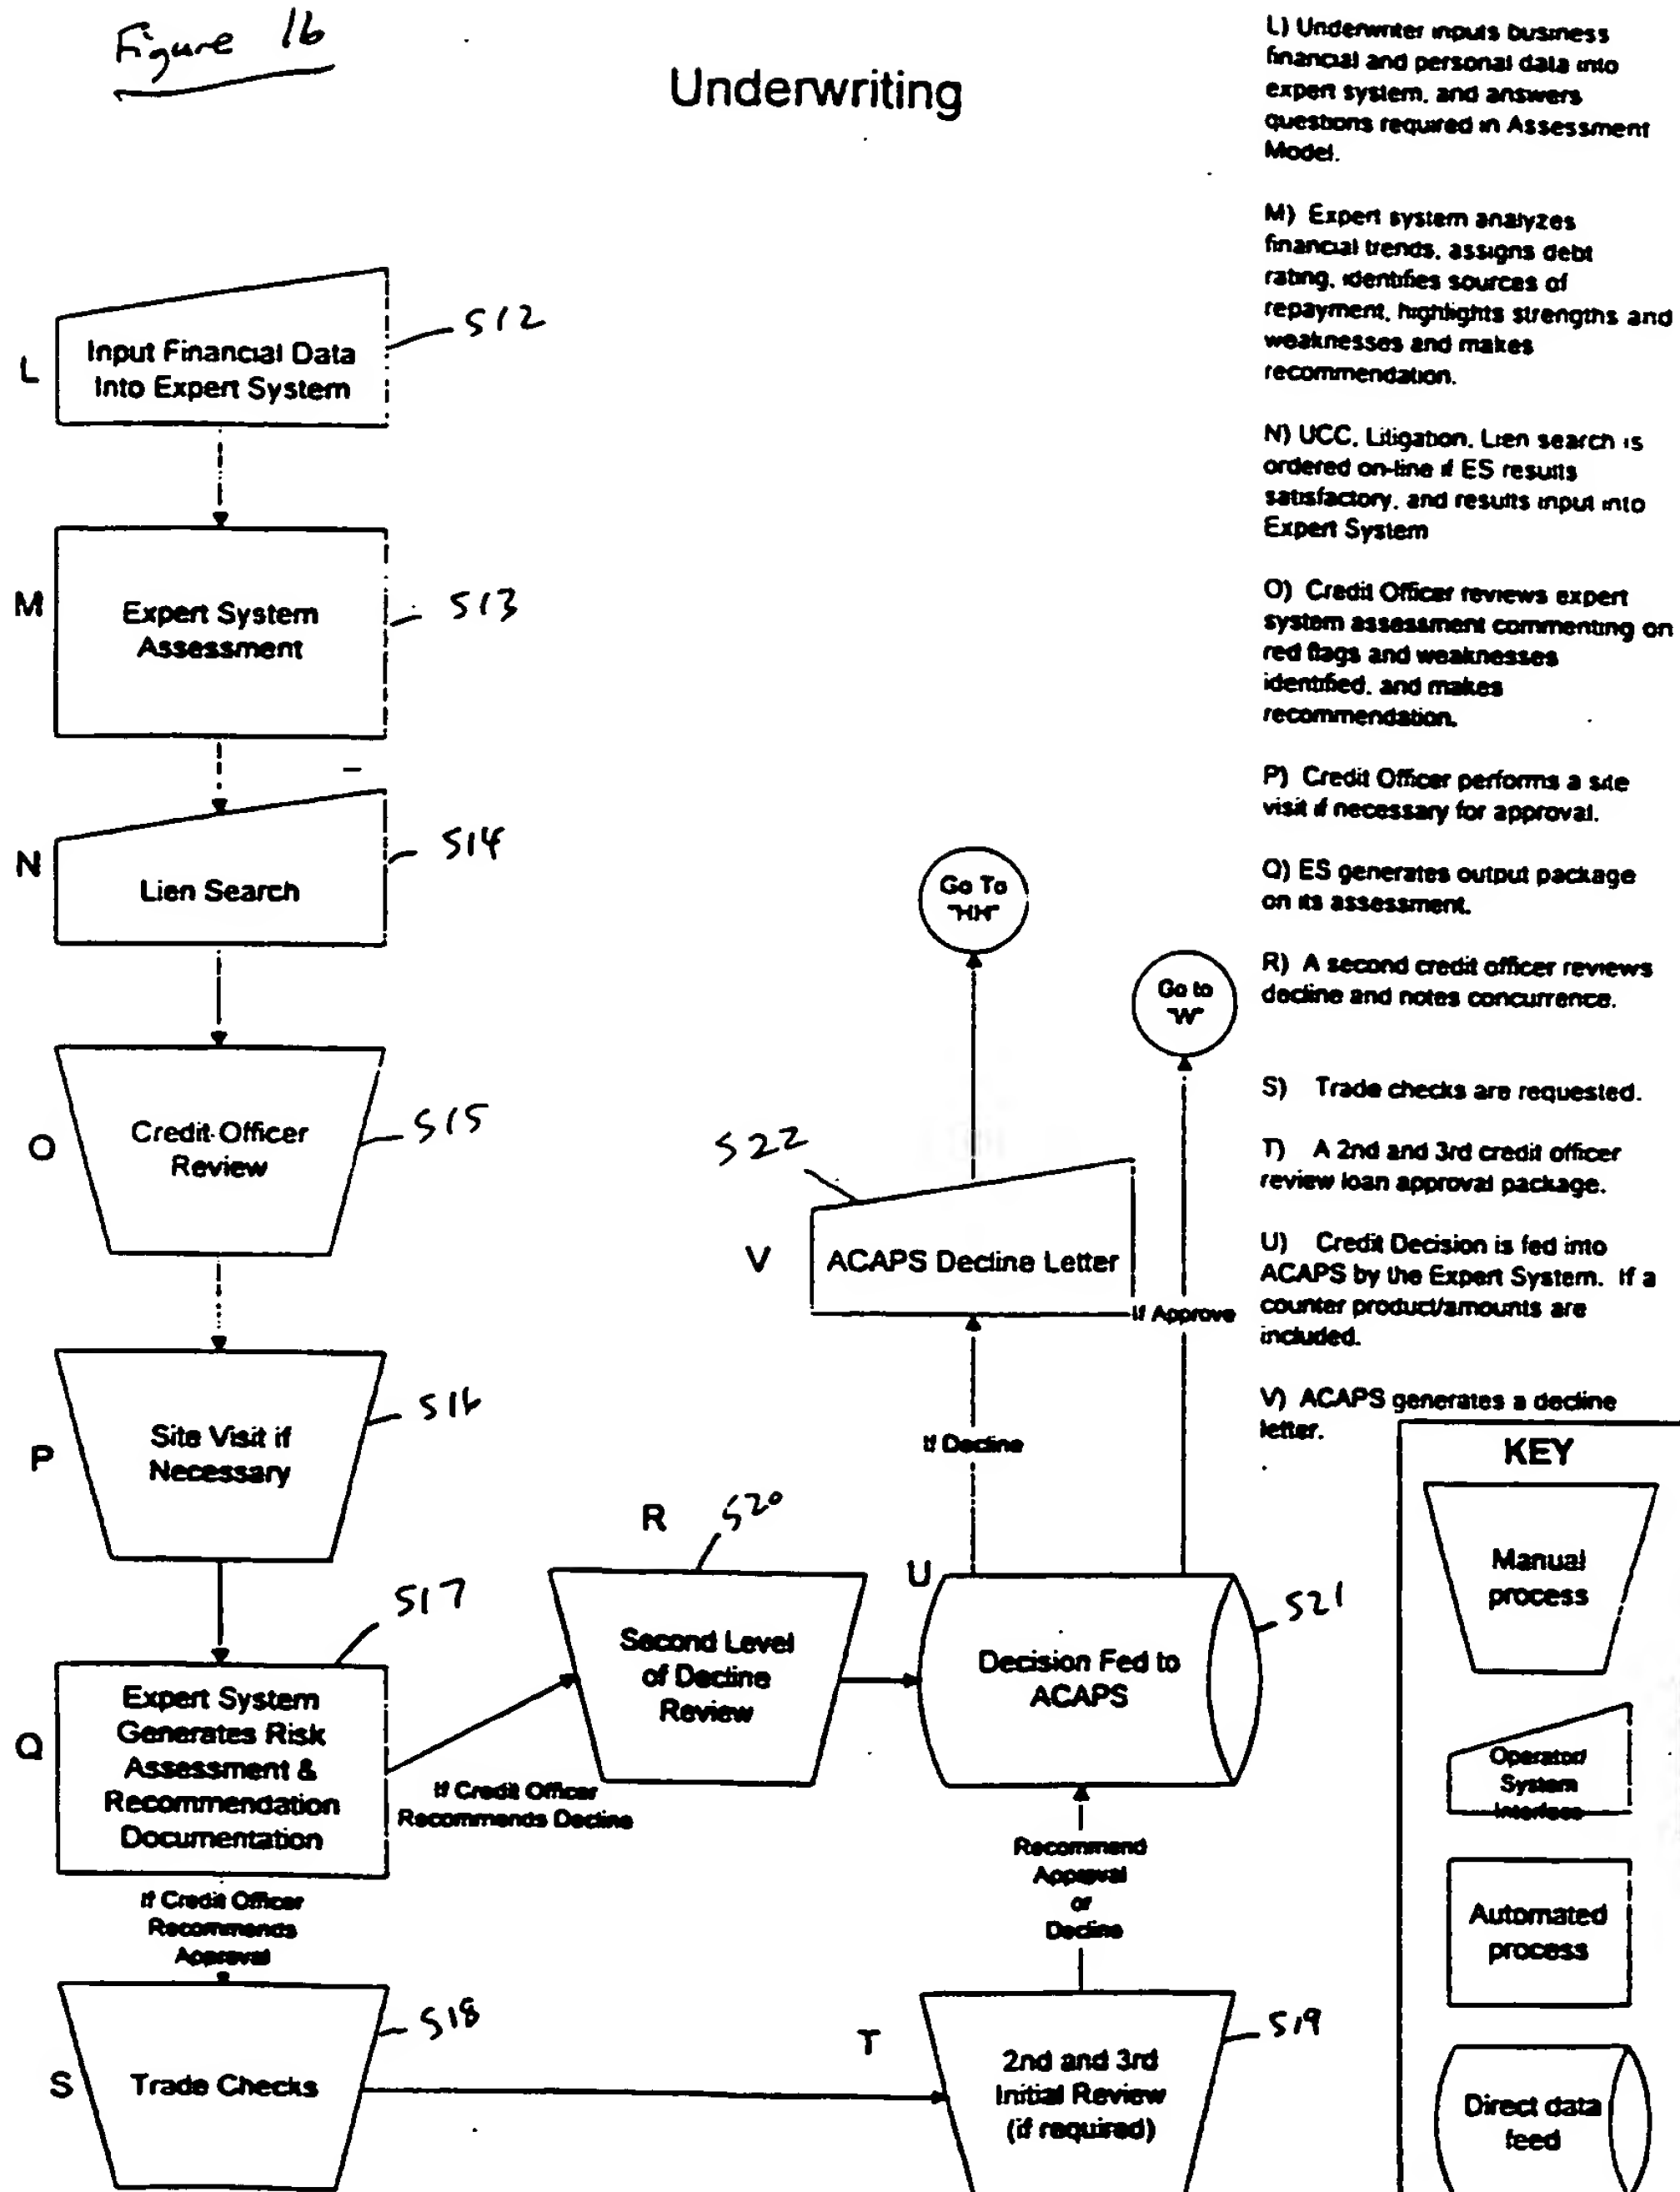 Figure 16
Underwriting
L) Underwriter inputs business
financial and personal data into
expert system, and answers
questions required in Assessment
Model.
M) Expert system analyzes
financial trends, assigns debt
rating, identifies sources of
repayment, highlights strengths and
weaknesses and makes
recommendation.
N) UCC, Litigation, Lien search is
ordered on-line if ES results
satisfactory, and results input into
Expert System
O) Credit Officer reviews expert
system assessment commenting on
red flags and weaknesses
identified, and makes
recommendation.
P) Credit Officer performs a site
visit if necessary for approval.
Q) ES generates output package
on its assessment.
R) A second credit officer reviews
decline and notes concurrence.
S) Trade checks are requested.
T) A 2nd and 3rd credit officer
review loan approval package.
U) Credit Decision is fed into
ACAPS by the Expert System. If a
counter product/amounts are
included.
V) ACAPS generates a decline
letter.
L
Input Financial Data
Into Expert System
512
M
Expert System
Assessment
513
N
Lien Search
514
O
Credit Officer
Review
515
P
Site Visit if
Necessary
516
Q
Expert System
Generates Risk
Assessment &
Recommendation
Documentation
517
If Credit Officer
Recommends Decline
If Credit Officer
Recommends
Approval
S
Trade Checks
518
R
Second Level
of Decline
Review
520
T
2nd and 3rd
Initial Review
(if required)
519
Recommend
Approval
or
Decline
U
Decision Fed to
ACAPS
521
If Decline
If Approve
V
ACAPS Decline Letter
522
Go To
"HH"
Go to
"W"
KEY
Manual
process
Operator/
System
Interface
Automated
process
Direct data
feed